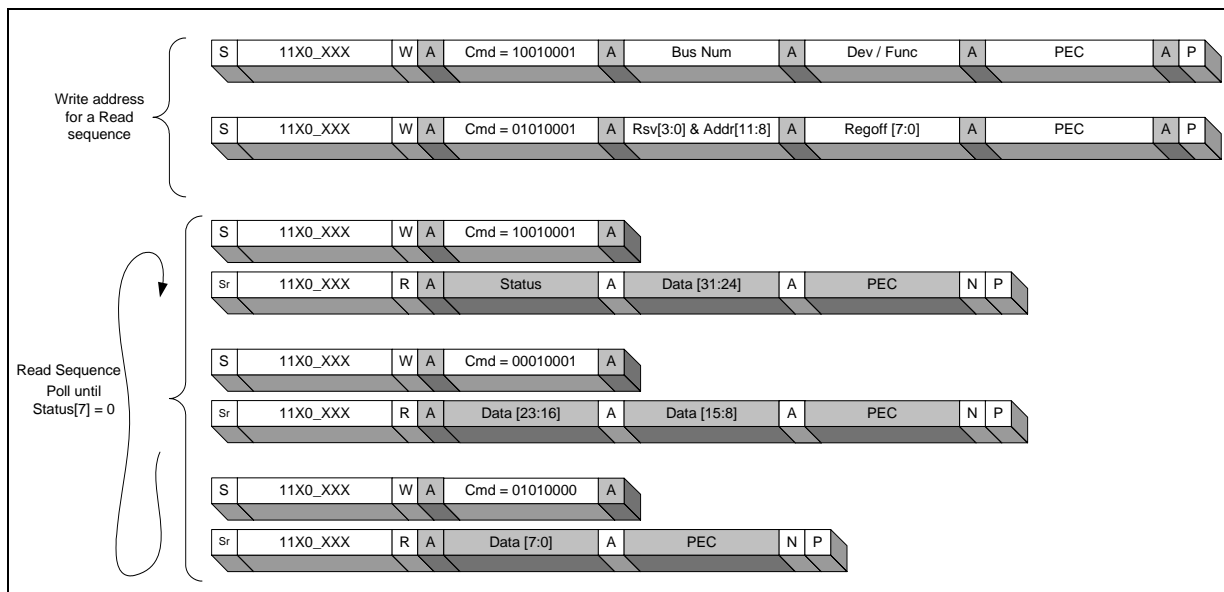 S 11X0_XXX W A Cmd = 10010001 A Bus Num A Dev / Func A PEC A P
Write address
for a Read
sequence
S 11X0_XXX W A Cmd = 01010001 A Rsv[3:0] & Addr[11:8] A Regoff [7:0] A PEC A P
S 11X0_XXX W A Cmd = 10010001 A
Sr 11X0_XXX R A Status A Data [31:24] A PEC N P
S 11X0_XXX W A Cmd = 00010001 A
Read Sequence
Poll until
Status[7] = 0
Sr 11X0_XXX R A Data [23:16] A Data [15:8] A PEC N P
S 11X0_XXX W A Cmd = 01010000 A
Sr 11X0_XXX R A Data [7:0] A PEC N P